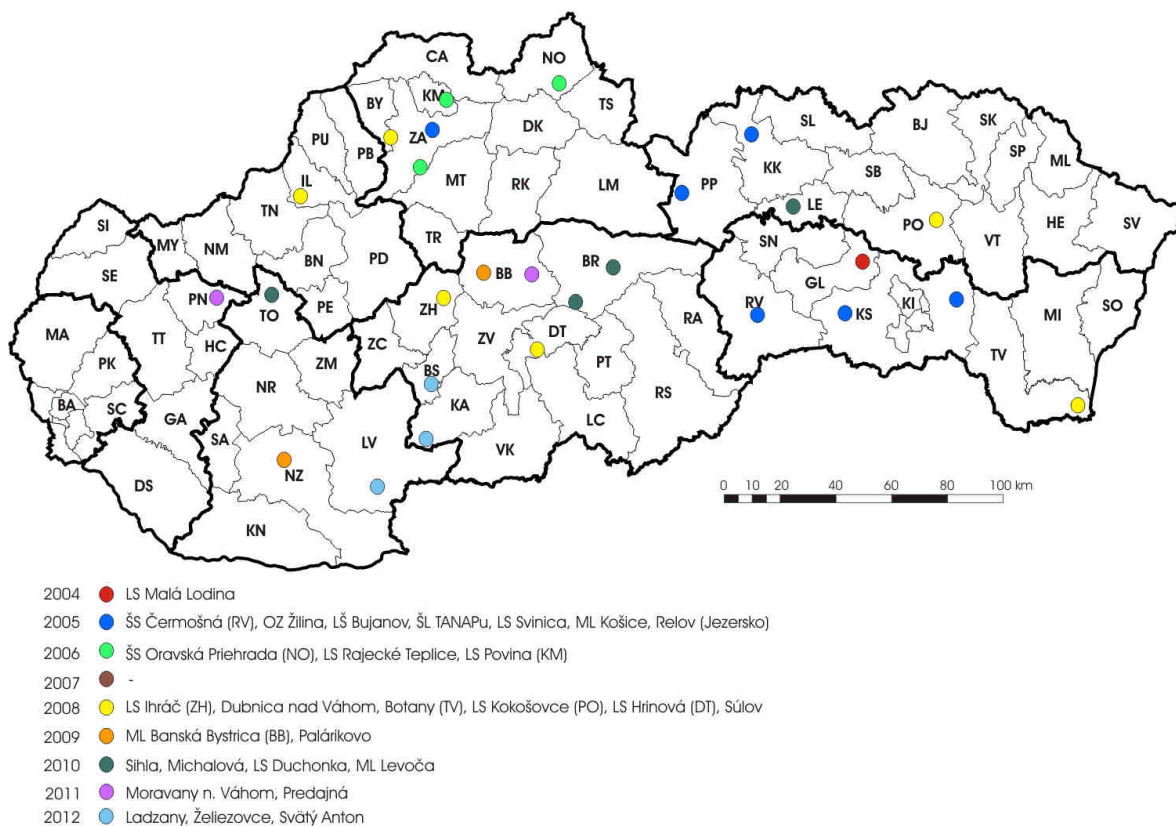 CA
NO
KM
BY
TS
ZA
DK
PU
PB
SL
BJ
SK
SP
ML
KK
SB
PP
IL
MT
RK
LM
LE
HE
SV
PO
VT
TN
TR
SI
MY
NM
SE
BN
PD
SN
GL
BB
BR
PN
PE
ZH
TO
RV
KS
KI
MI
SO
MA
TT
HC
ZC
ZV
DT
RA
TV
PK
ZM
BS
PT
NR
KA
RS
BA
SC
GA
LC
SA
LV
VK
NZ
DS
KN
0 10 20 40 60 80 100 km
2004 LS Malá Lodina
2005 ŠS Čermošná (RV), OZ Žilina, LŠ Bujanov, ŠL TANAPu, LS Svinica, ML Košice, Relov (Jezersko)
2006 ŠS Oravská Priehrada (NO), LS Rajecké Teplice, LS Povina (KM)
2007 -
2008 LS Ihráč (ZH), Dubnica nad Váhom, Botany (TV), LS Kokošovce (PO), LS Hrinová (DT), Súlov
2009 ML Banská Bystrica (BB), Palárikovo
2010 Sihla, Michalová, LS Duchonka, ML Levoča
2011 Moravany n. Váhom, Predajná
2012 Ladzany, Želiezovce, Svätý Anton